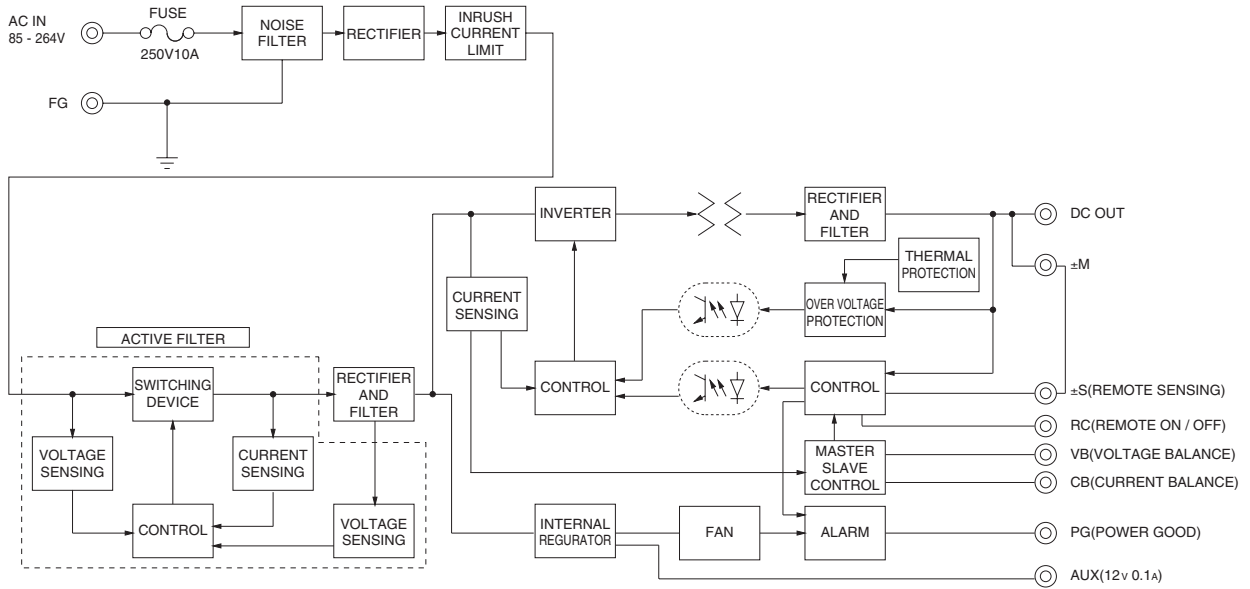 AC IN
85 - 264V
FUSE
250V10A
NOISE
FILTER
RECTIFIER
INRUSH
CURRENT
LIMIT
FG
INVERTER
RECTIFIER
AND
FILTER
DC OUT
THERMAL
PROTECTION
±M
CURRENT
SENSING
OVER VOLTAGE
PROTECTION
ACTIVE FILTER
SWITCHING
DEVICE
RECTIFIER
AND
FILTER
CONTROL
CONTROL
±S(REMOTE SENSING)
RC(REMOTE ON / OFF)
VOLTAGE
SENSING
CURRENT
SENSING
MASTER
SLAVE
CONTROL
VB(VOLTAGE BALANCE)
CB(CURRENT BALANCE)
CONTROL
VOLTAGE
SENSING
INTERNAL
REGURATOR
FAN
ALARM
PG(POWER GOOD)
AUX(12V 0.1A)